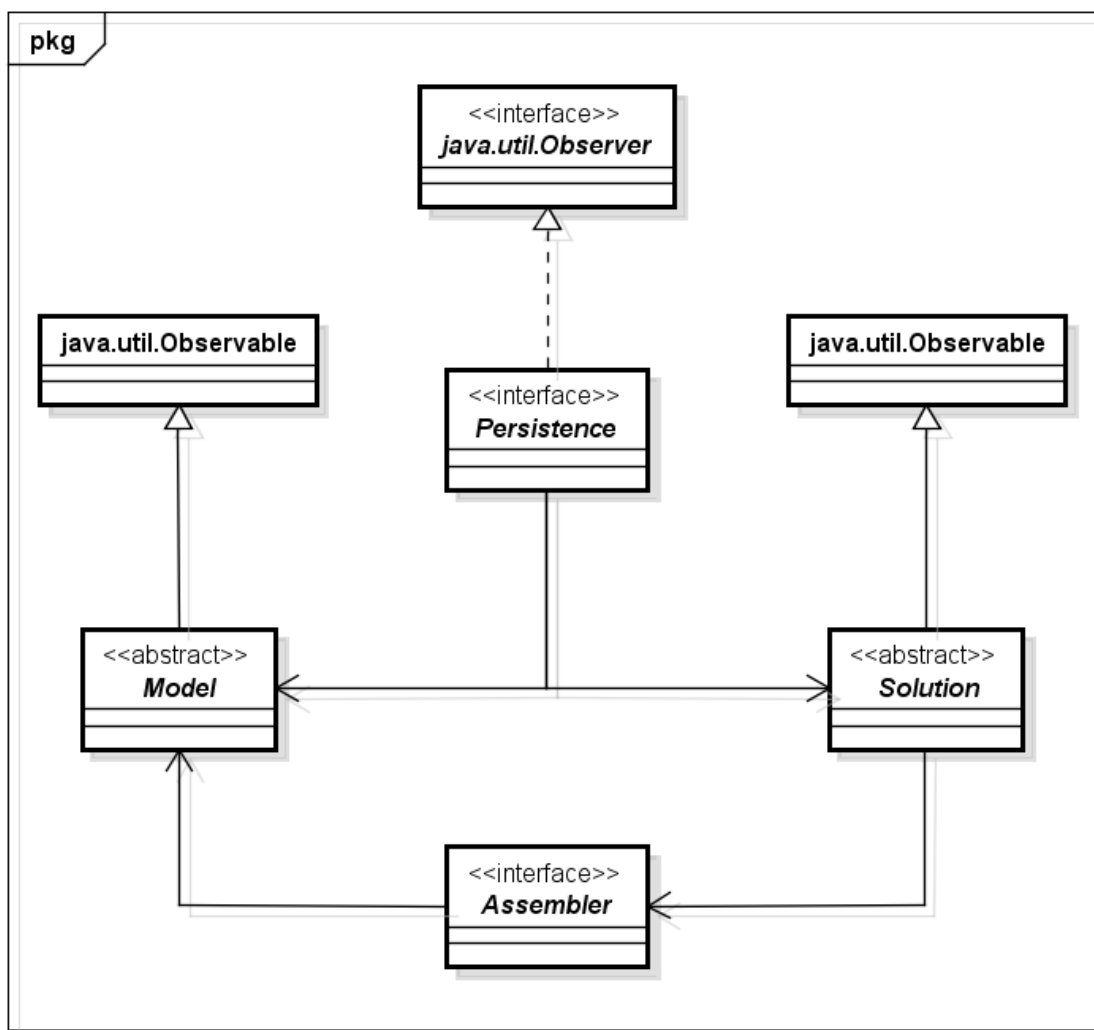 pkg
<<interface>>
java.util.Observer
java.util.Observable
java.util.Observable
<<interface>>
Persistence
<<abstract>>
Model
<<abstract>>
Solution
<<interface>>
Assembler